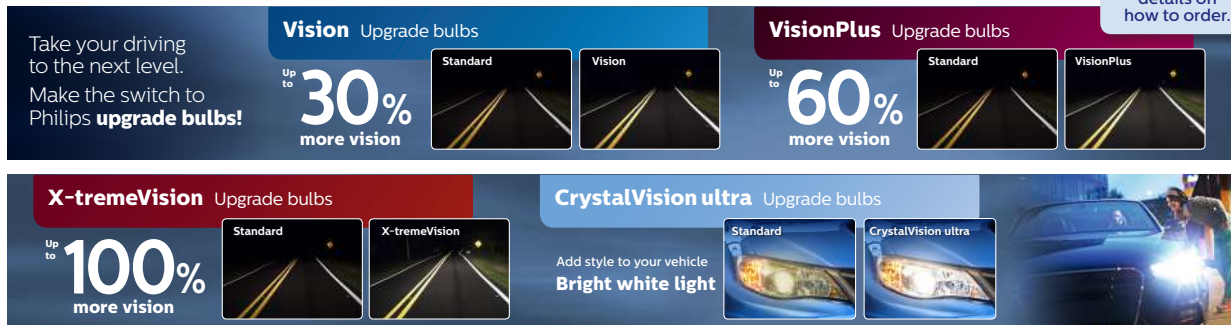 details on
how to order.
Take your driving
to the next level.
Make the switch to
Philips upgrade bulbs!
Vision Upgrade bulbs
Up
to
30%
more vision
Standard
Vision
VisionPlus Upgrade bulbs
Up
to
60%
more vision
Standard
VisionPlus
X-tremeVision Upgrade bulbs
Up
to
100%
more vision
Standard
X-tremeVision
CrystalVision ultra Upgrade bulbs
Add style to your vehicle
Bright white light
Standard
CrystalVision ultra